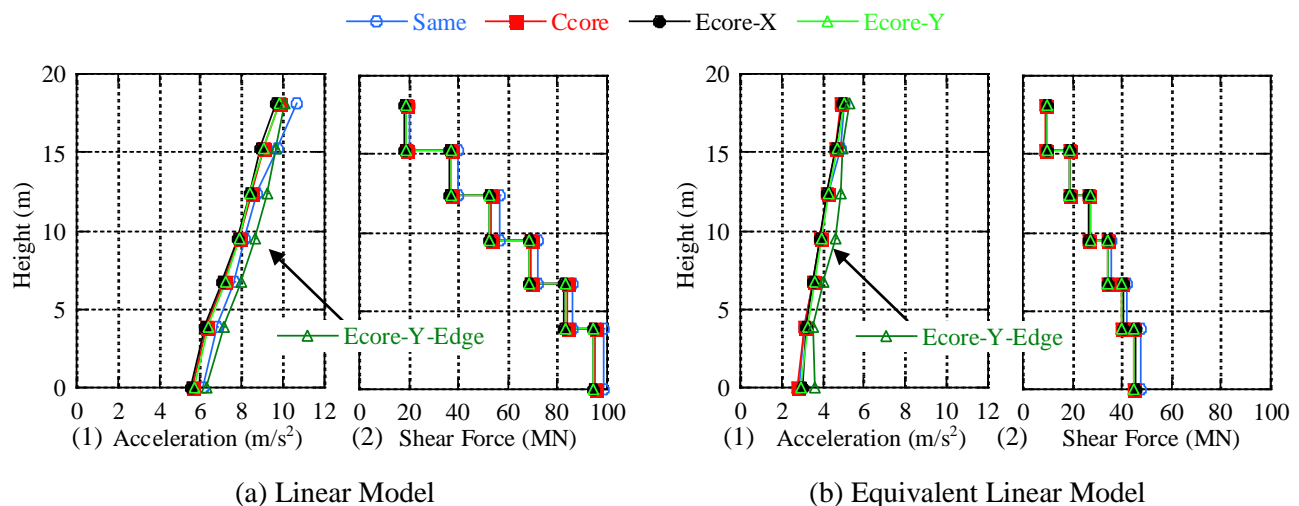 Same Ccore Ecore-X Ecore-Y
20
15
10
5
0
Height (m)
0 2 4 6 8 10 12
(1) Acceleration (m/s²)
Ecore-Y-Edge
0 20 40 60 80 100
(2) Shear Force (MN)
(a) Linear Model
20
15
10
5
0
Height (m)
0 2 4 6 8 10 12
(1) Acceleration (m/s²)
Ecore-Y-Edge
0 20 40 60 80 100
(2) Shear Force (MN)
(b) Equivalent Linear Model